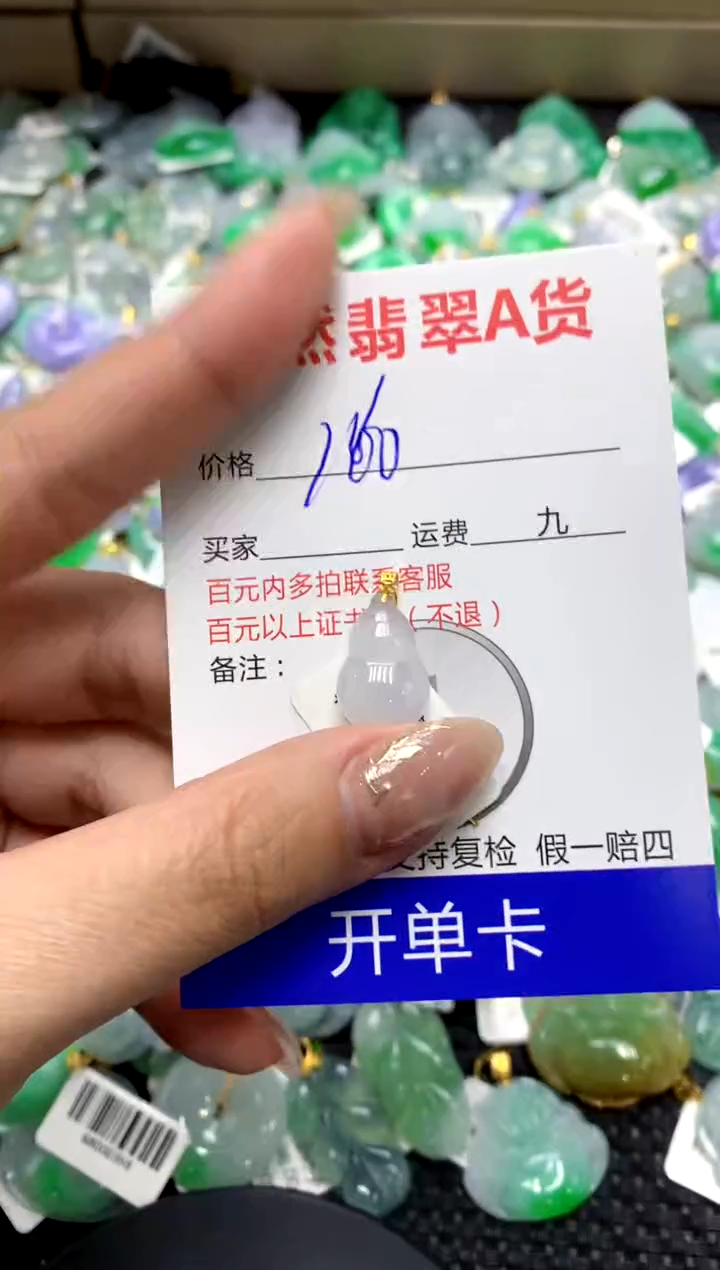 然翡翠A货
价格
买家 运费 九
百元内多拍联系客服
百元以上证书（不退）
备注：
支持复检 假一赔四
开单卡